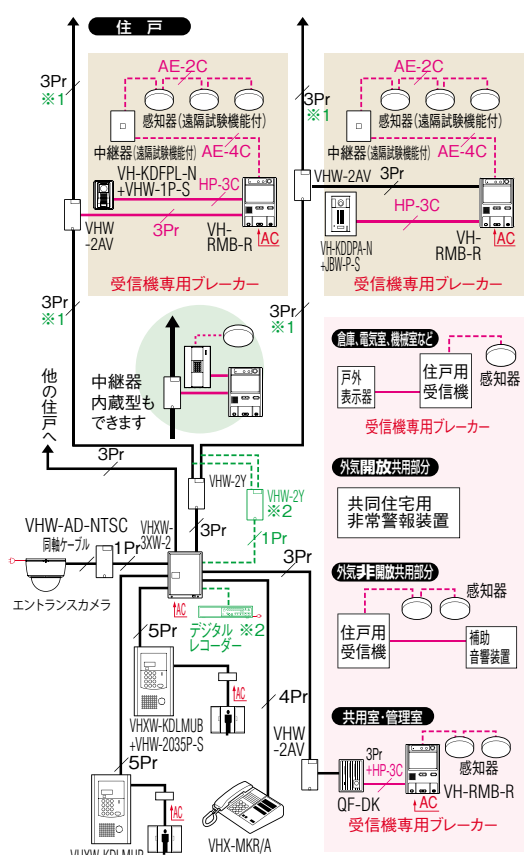 住 戸
AE-2C
3Pr
※1
感知器(遠隔試験機能付)
中継器(遠隔試験機能付)
AE-4C
VH-KDFPL-N
+VHW-1P-S
HP-3C
3Pr
VHW
-2AV
VH-
RMB-R
AC
受信機専用ブレーカー
AE-2C
3Pr
※1
感知器(遠隔試験機能付)
中継器(遠隔試験機能付)
AE-4C
VHW-2AV
3Pr
HP-3C
VH-KDDPA-N
+JBW-P-S
VH-
RMB-R
AC
受信機専用ブレーカー
3Pr
※1
3Pr
※1
中継器
内蔵型も
できます
他の住戸へ
3Pr
VHW-2Y
VHW-2Y
※2
3Pr
1Pr
VHW-AD-NTSC
同軸ケーブル
1Pr
VHXW-
3XW-2
3Pr
エントランスカメラ
AC
デジタル
レコーダー
※2
5Pr
4Pr
AC
VHXW-KDLMUB
+VHW-2035P-S
5Pr
AC
VHXW-KDLMUB
VHX-MKR/A
VHW
-2AV
倉庫、電気室、機械室など
戸外
表示器
住戸用
受信機
感知器
受信機専用ブレーカー
外気開放共用部分
共同住宅用
非常警報装置
外気非開放共用部分
感知器
住戸用
受信機
補助
音響装置
共用室・管理室
3Pr
+HP-3C
感知器
QF-DK
VH-RMB-R
AC
受信機専用ブレーカー